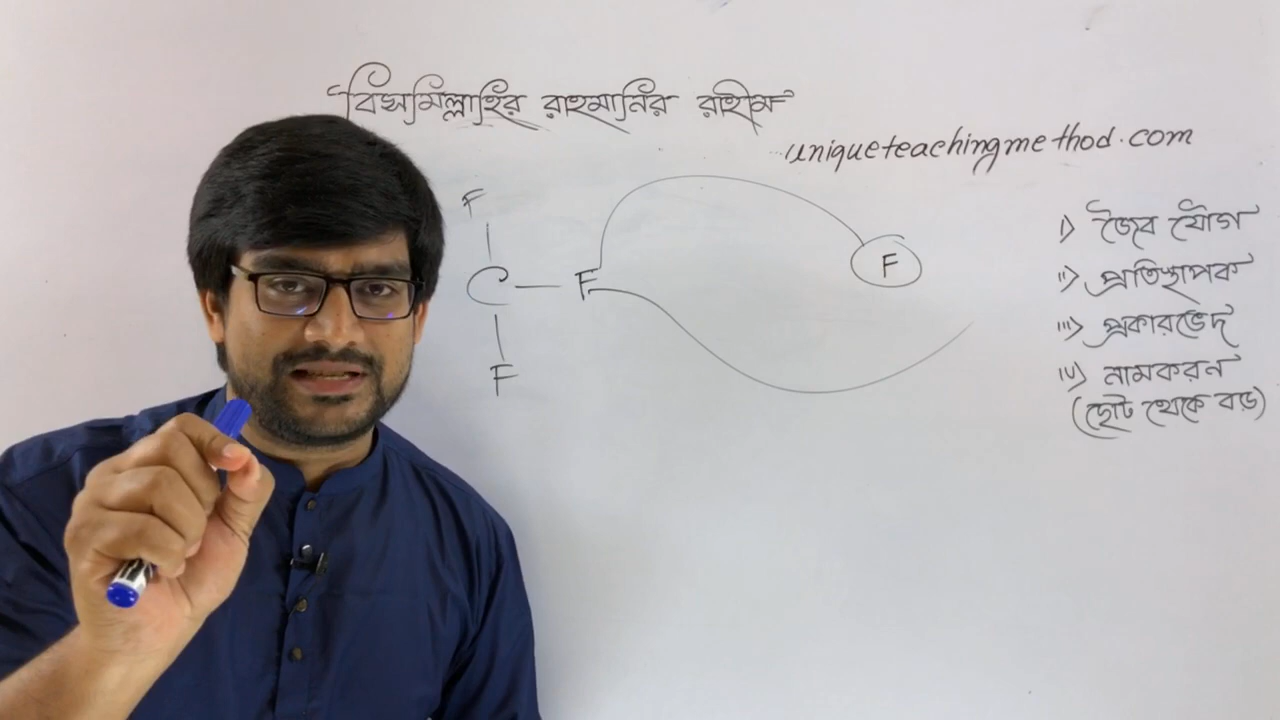 বিসমিল্লাহির রাহমানির রাহীম
uniqueteachingmethod.com
F
C — F
F
F
i) জৈব যৌগ
ii) প্রতিস্থাপক
iii) প্রকারভেদ
iv) নামকরন
(ছোট থেকে বড়)